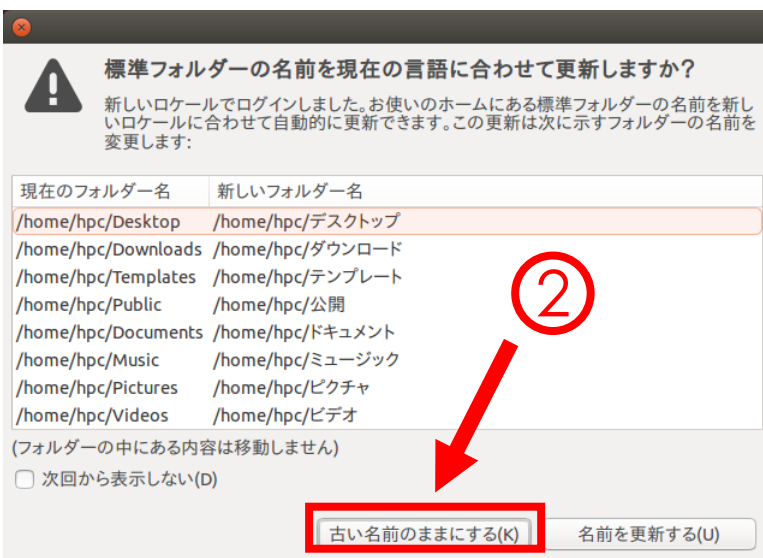 標準フォルダーの名前を現在の言語に合わせて更新しますか?
新しいロケールでログインしました。お使いのホームにある標準フォルダーの名前を新し
いロケールに合わせて自動的に更新できます。この更新は次に示すフォルダーの名前を
変更します:
現在のフォルダー名 新しいフォルダー名
/home/hpc/Desktop /home/hpc/デスクトップ
/home/hpc/Downloads /home/hpc/ダウンロード
/home/hpc/Templates /home/hpc/テンプレート
/home/hpc/Public /home/hpc/公開
/home/hpc/Documents /home/hpc/ドキュメント
/home/hpc/Music /home/hpc/ミュージック
/home/hpc/Pictures /home/hpc/ピクチャ
/home/hpc/Videos /home/hpc/ビデオ
②
(フォルダーの中にある内容は移動しません)
次回から表示しない(D)
古い名前のままにする(K) 名前を更新する(U)